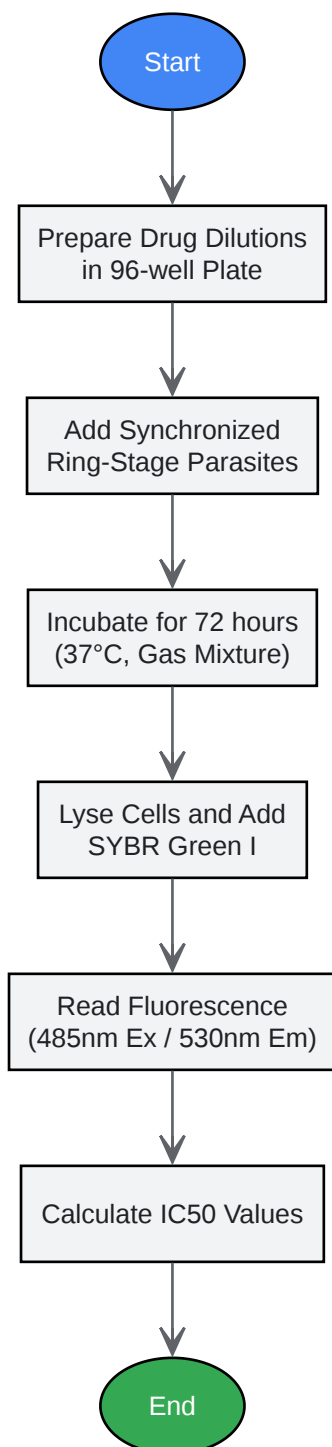 Start
Prepare Drug Dilutions
in 96-well Plate
Add Synchronized
Ring-Stage Parasites
Incubate for 72 hours
(37°C, Gas Mixture)
Lyse Cells and Add
SYBR Green I
Read Fluorescence
(485nm Ex / 530nm Em)
Calculate IC50 Values
End